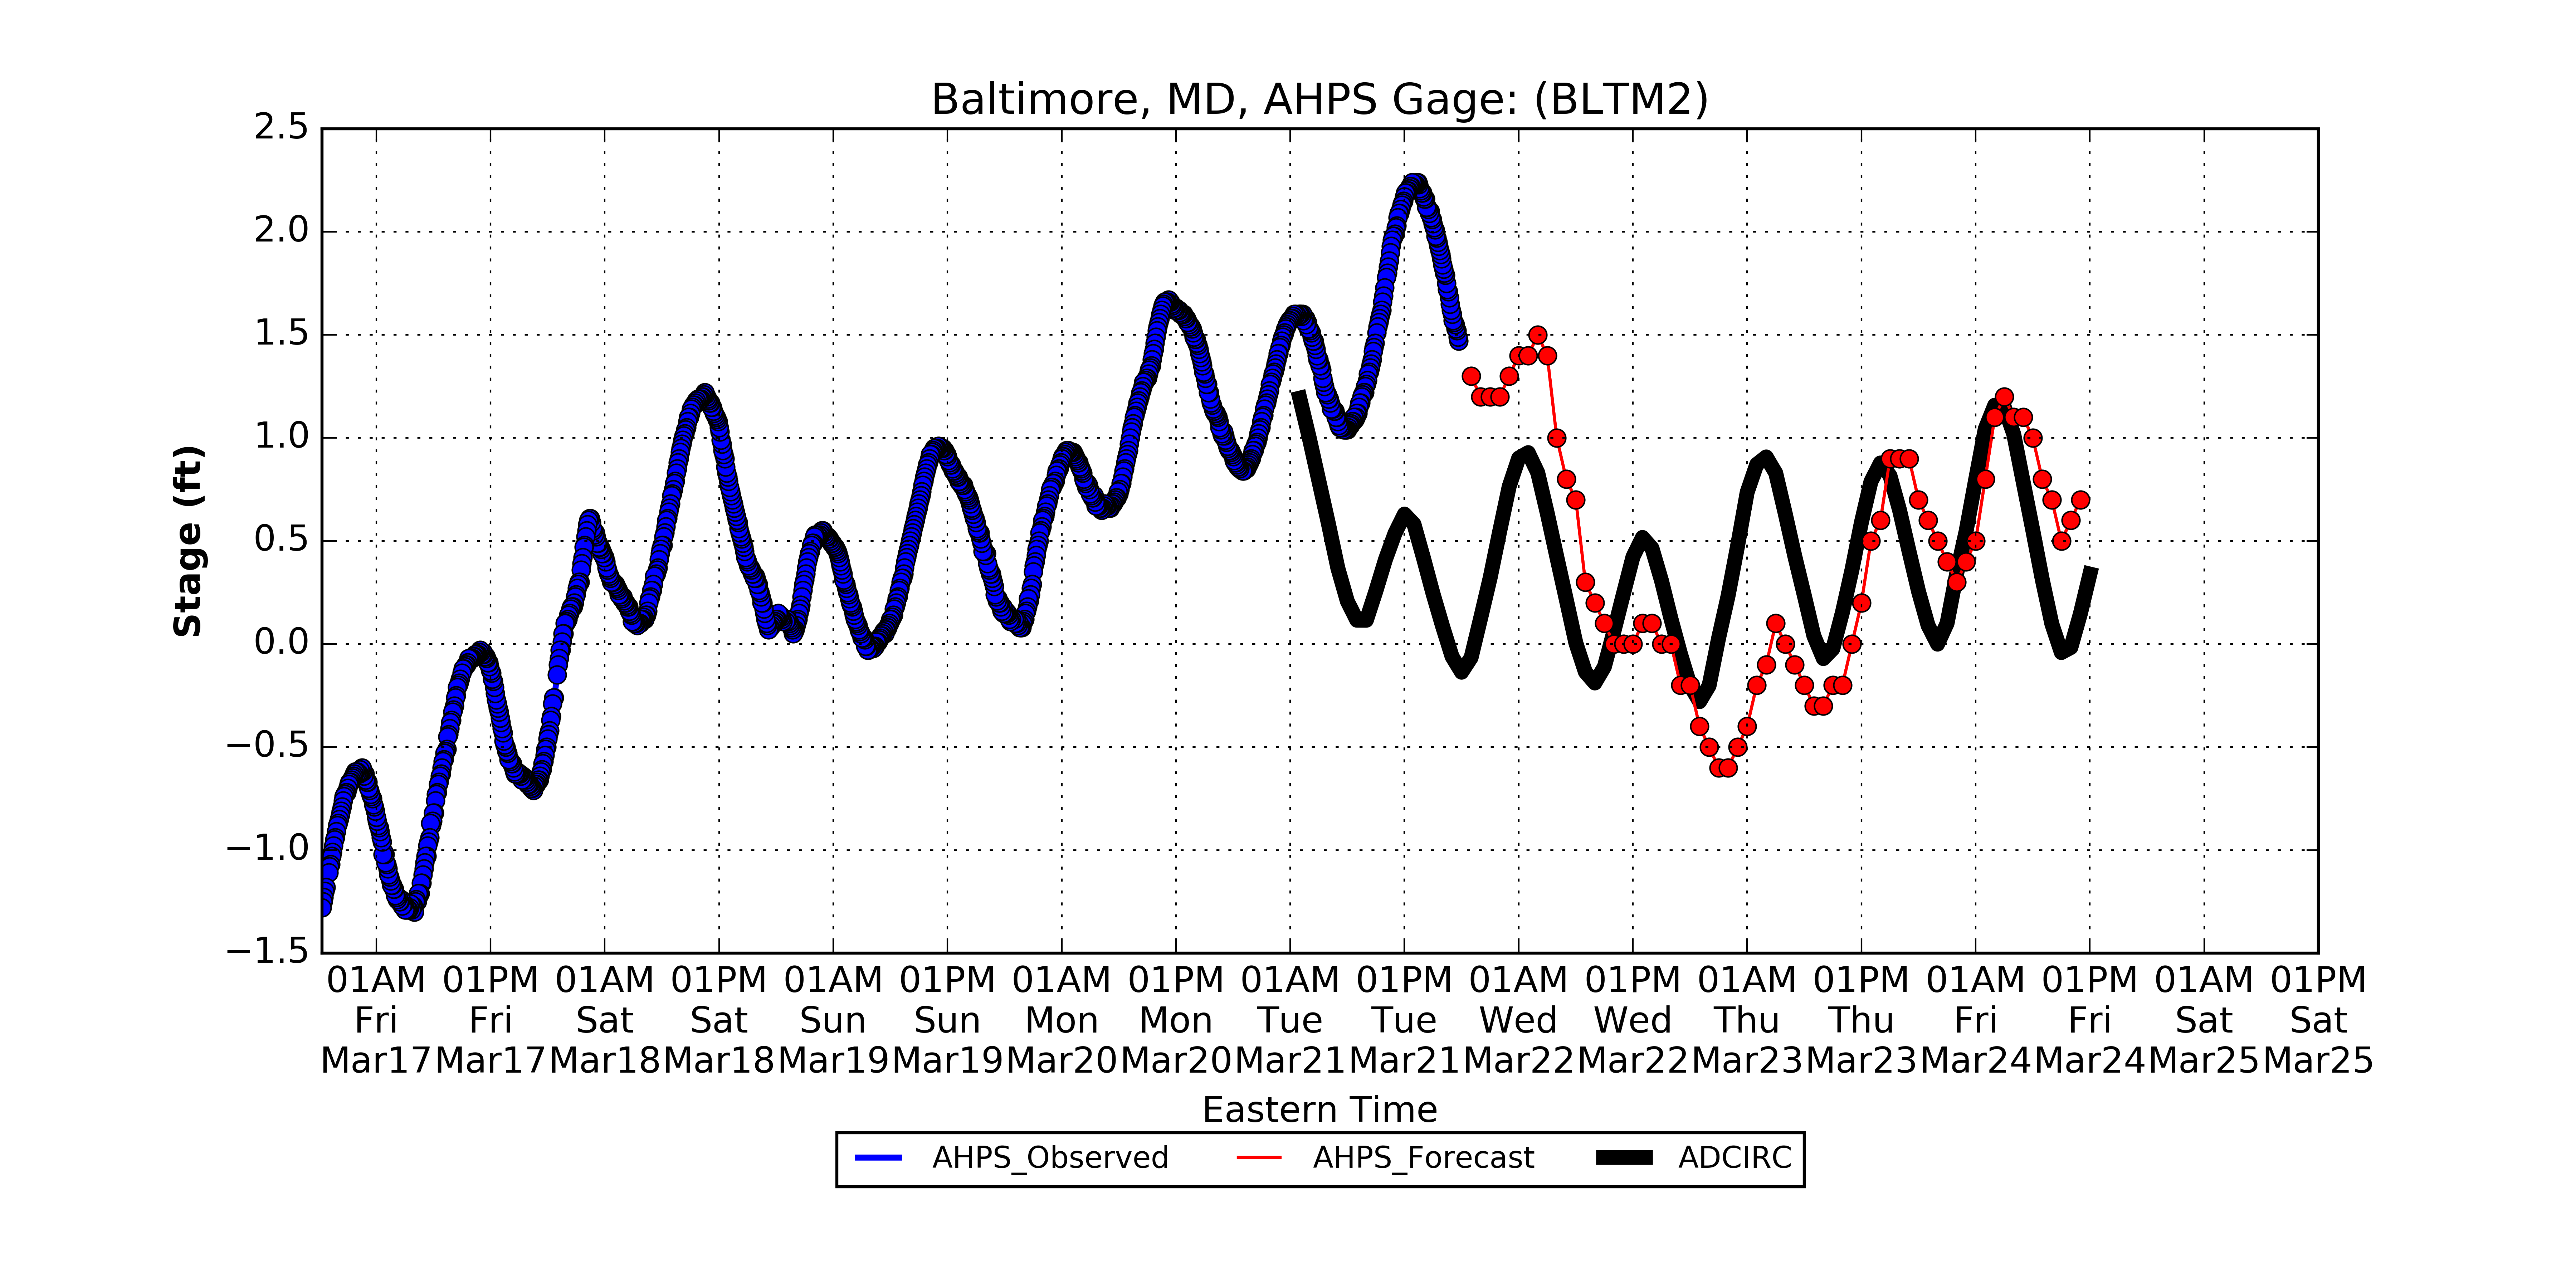 Baltimore, MD, AHPS Gage: (BLTM2)
2.5
2.0
1.5
1.0
0.5
0.0
−0.5
−1.0
−1.5
Stage (ft)
01AM 01PM 01AM 01PM 01AM 01PM 01AM 01PM 01AM 01PM 01AM 01PM 01AM 01PM 01AM 01PM 01AM 01PM
Fri Fri Sat Sat Sun Sun Mon Mon Tue Tue Wed Wed Thu Thu Fri Fri Sat Sat
Mar17 Mar17 Mar18 Mar18 Mar19 Mar19 Mar20 Mar20 Mar21 Mar21 Mar22 Mar22 Mar23 Mar23 Mar24 Mar24 Mar25 Mar25
Eastern Time
AHPS_Observed AHPS_Forecast ADCIRC